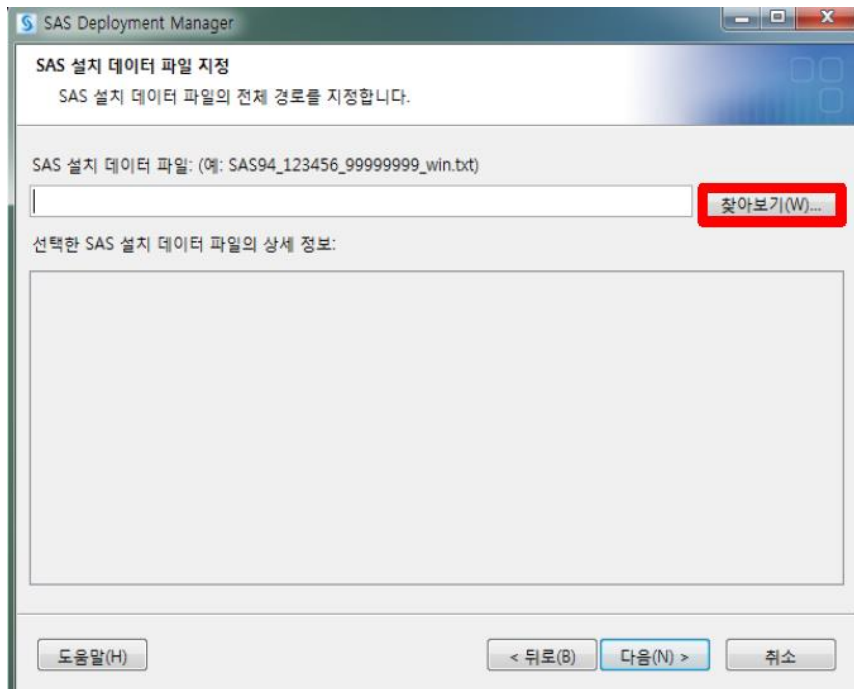 SAS Deployment Manager
SAS 설치 데이터 파일 지정
SAS 설치 데이터 파일의 전체 경로를 지정합니다.
SAS 설치 데이터 파일: (예: SAS94_123456_99999999_win.txt)
찾아보기(W)...
선택한 SAS 설치 데이터 파일의 상세 정보:
도움말(H)
< 뒤로(B)
다음(N) >
취소